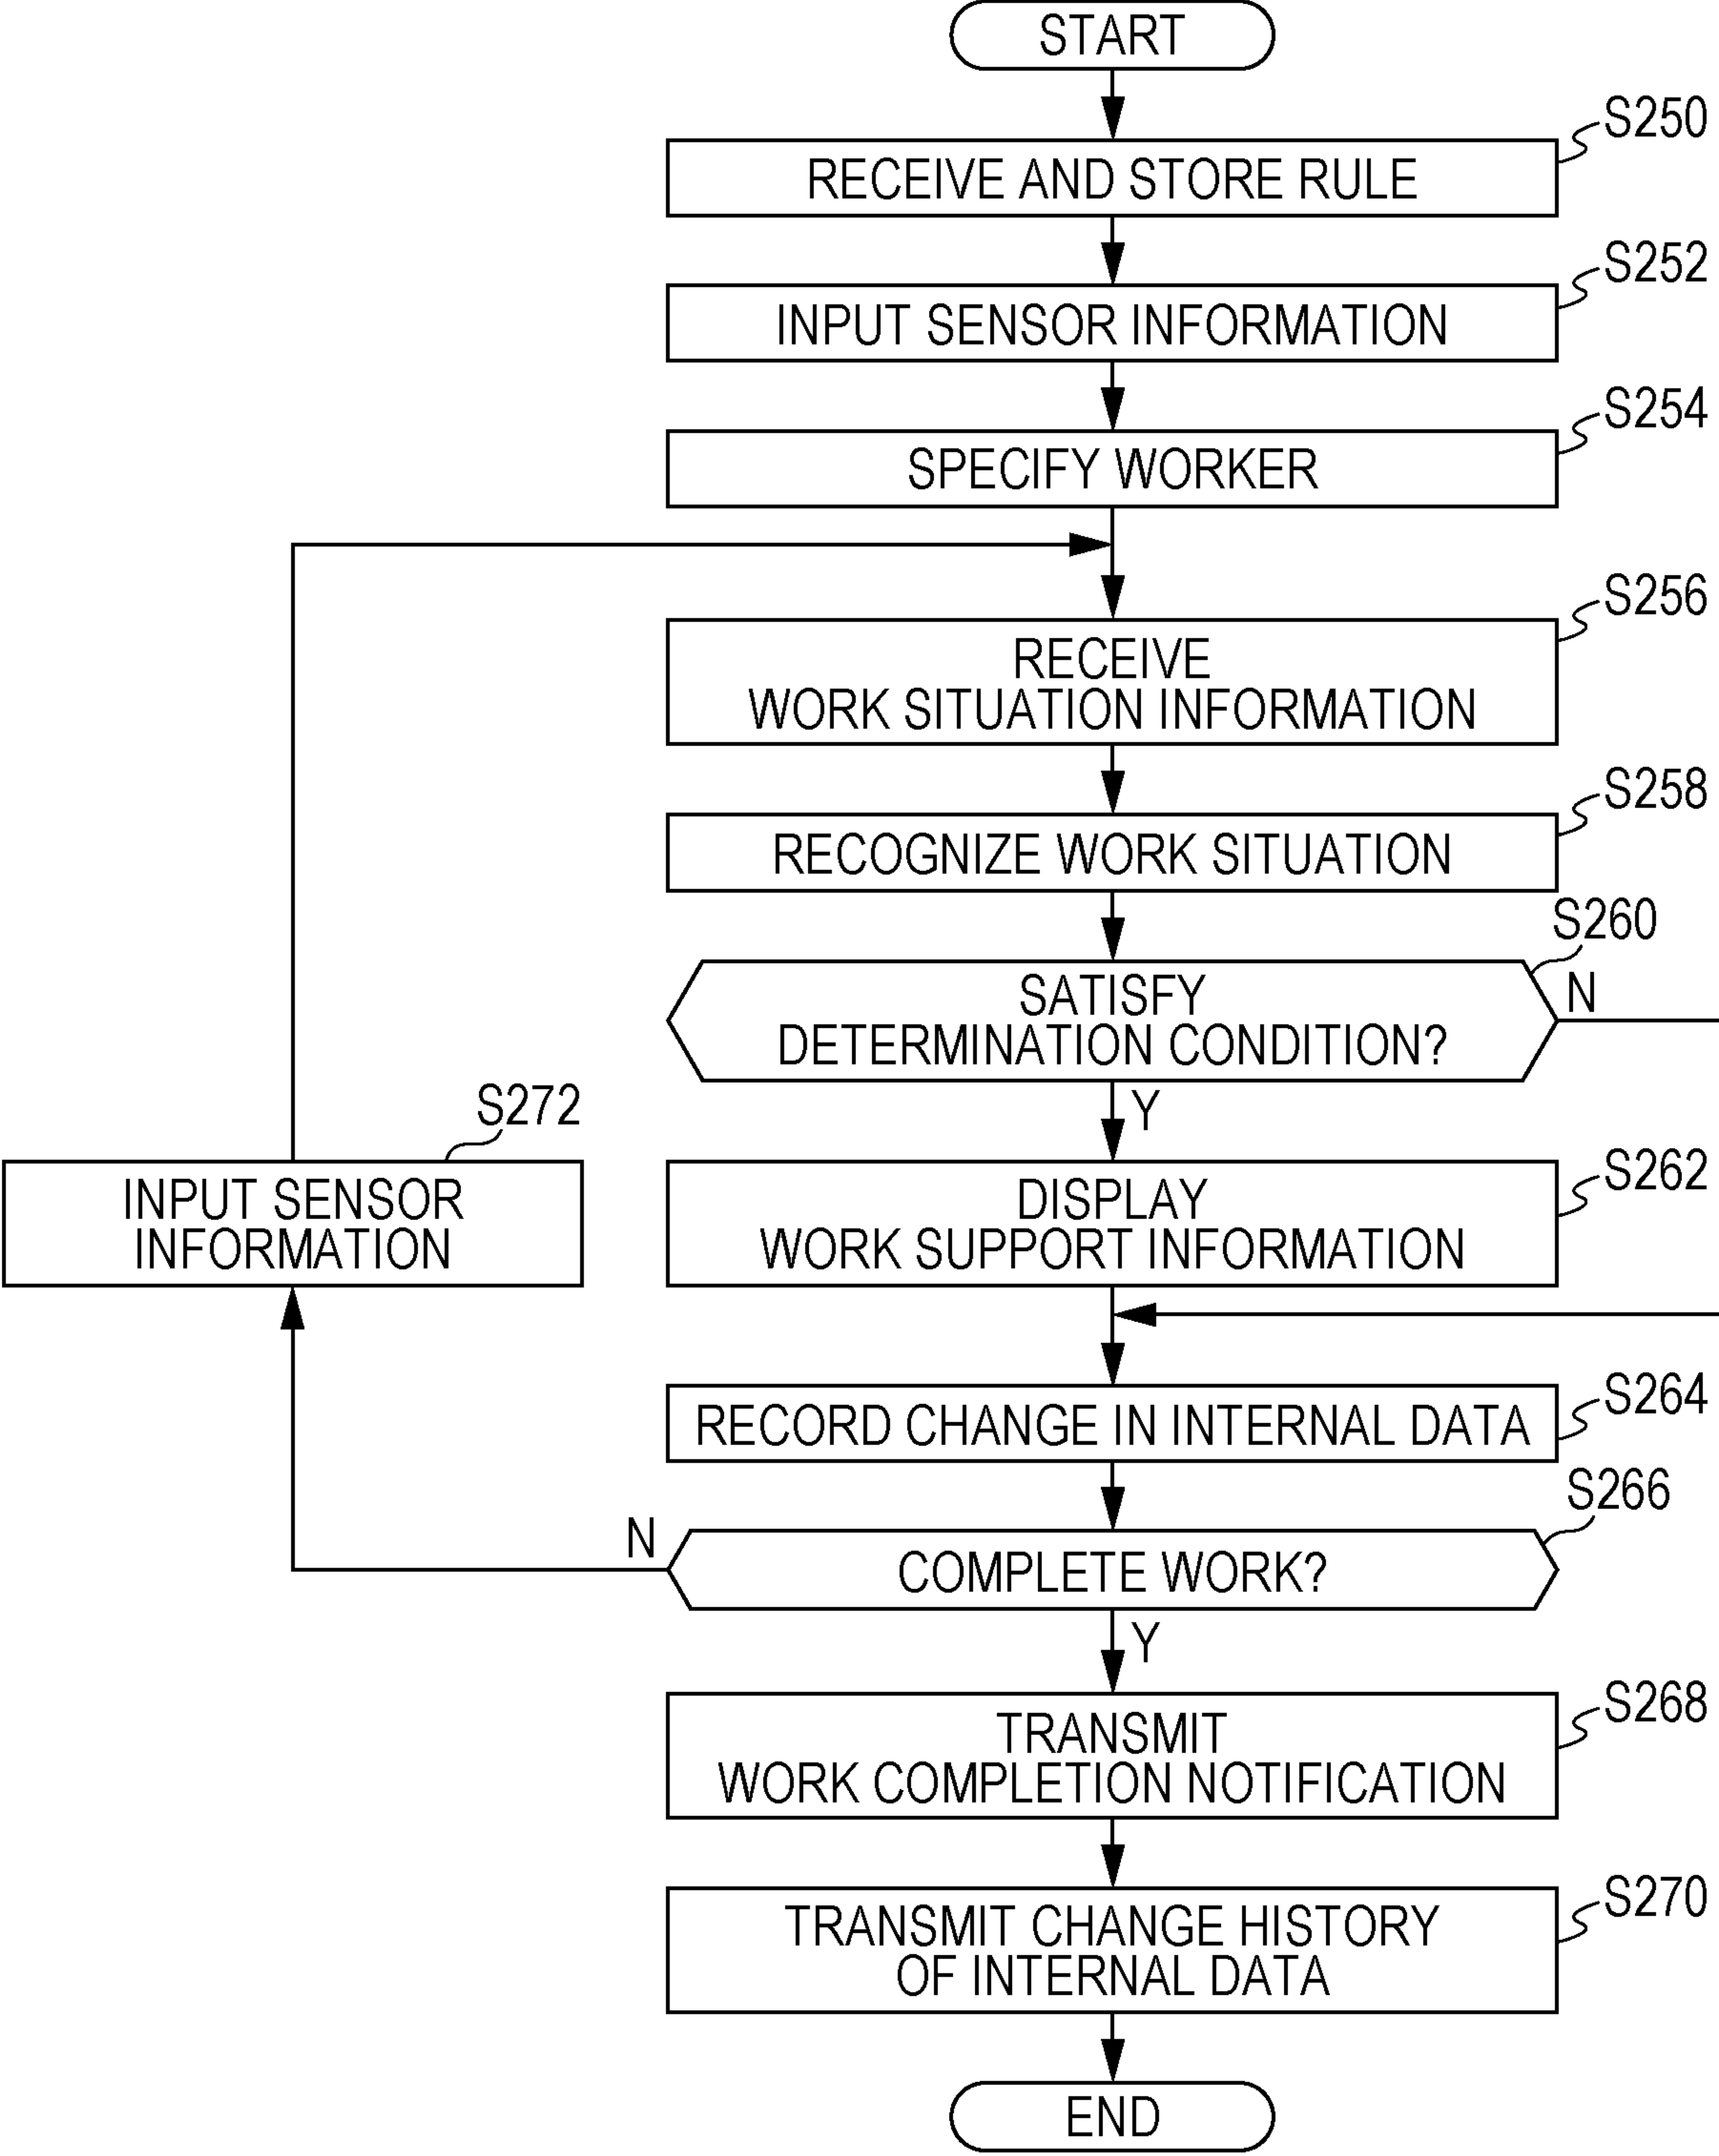 START
S250
RECEIVE AND STORE RULE
S252
INPUT SENSOR INFORMATION
S254
SPECIFY WORKER
S256
RECEIVE
WORK SITUATION INFORMATION
S258
RECOGNIZE WORK SITUATION
S260
SATISFY
DETERMINATION CONDITION?
N
Y
S272
INPUT SENSOR
INFORMATION
S262
DISPLAY
WORK SUPPORT INFORMATION
S264
RECORD CHANGE IN INTERNAL DATA
S266
N
COMPLETE WORK?
Y
S268
TRANSMIT
WORK COMPLETION NOTIFICATION
S270
TRANSMIT CHANGE HISTORY
OF INTERNAL DATA
END